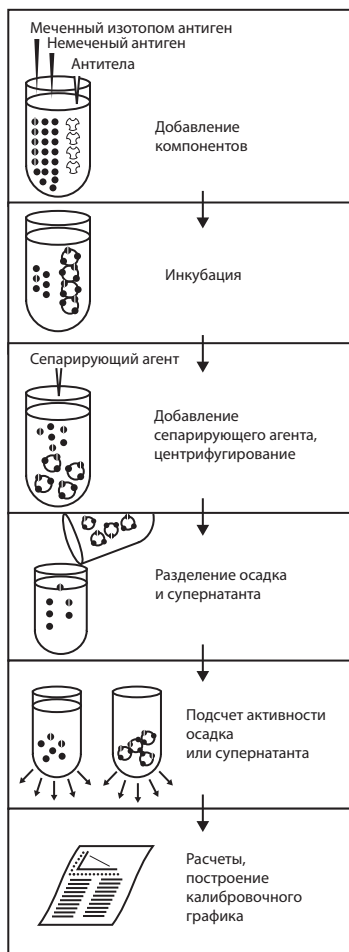 Меченный изотопом антиген
Немеченый антиген
Антитела
Добавление
компонентов
Инкубация
Сепарирующий агент
Добавление
сепарирующего агента,
центрифугирование
Разделение осадка
и супернатанта
Подсчет активности
осадка
или супернатанта
Расчеты,
построение
калибровочного
графика